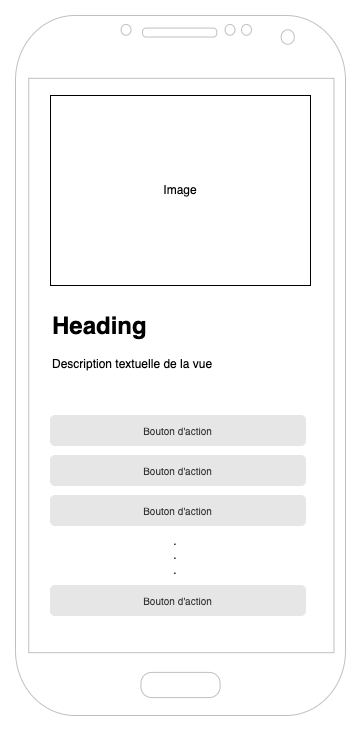 Image
Heading
Description textuelle de la vue
Bouton d'action
Bouton d'action
Bouton d'action
.
.
.
Bouton d'action